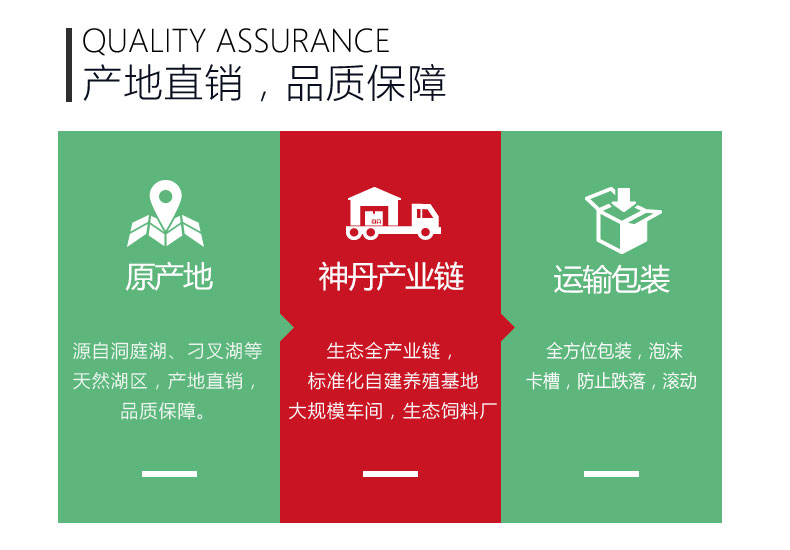 QUALITY ASSURANCE
产地直销，品质保障
原产地
源自洞庭湖、刁叉湖等
天然湖区，产地直销，
品质保障。
神丹产业链
生态全产业链，
标准化自建养殖基地
大规模车间，生态饲料厂
运输包装
全方位包装，泡沫
卡槽，防止跌落，滚动